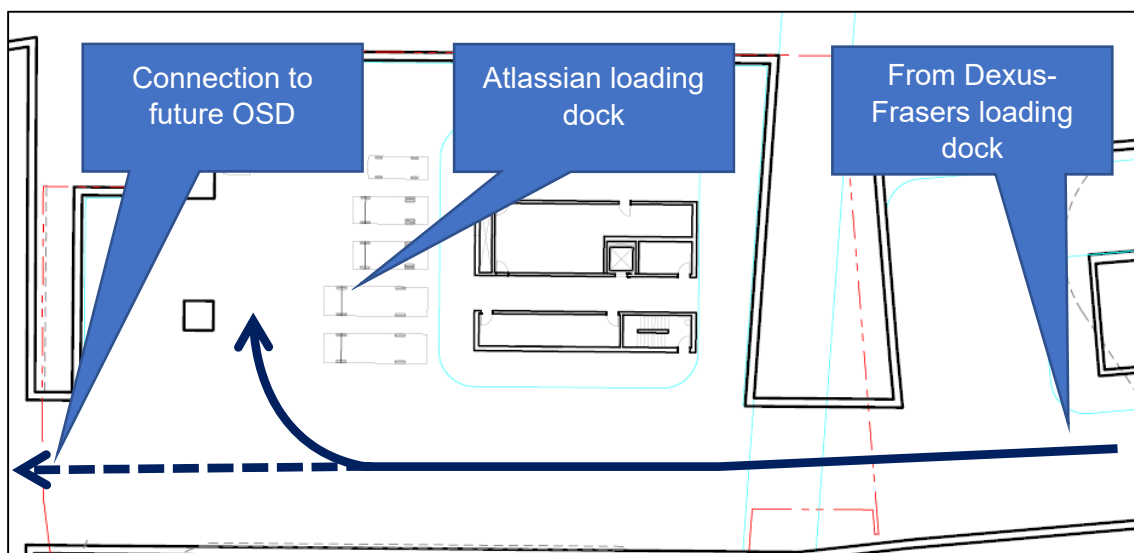 Connection to
future OSD
Atlassian loading
dock
From Dexus-
Frasers loading
dock